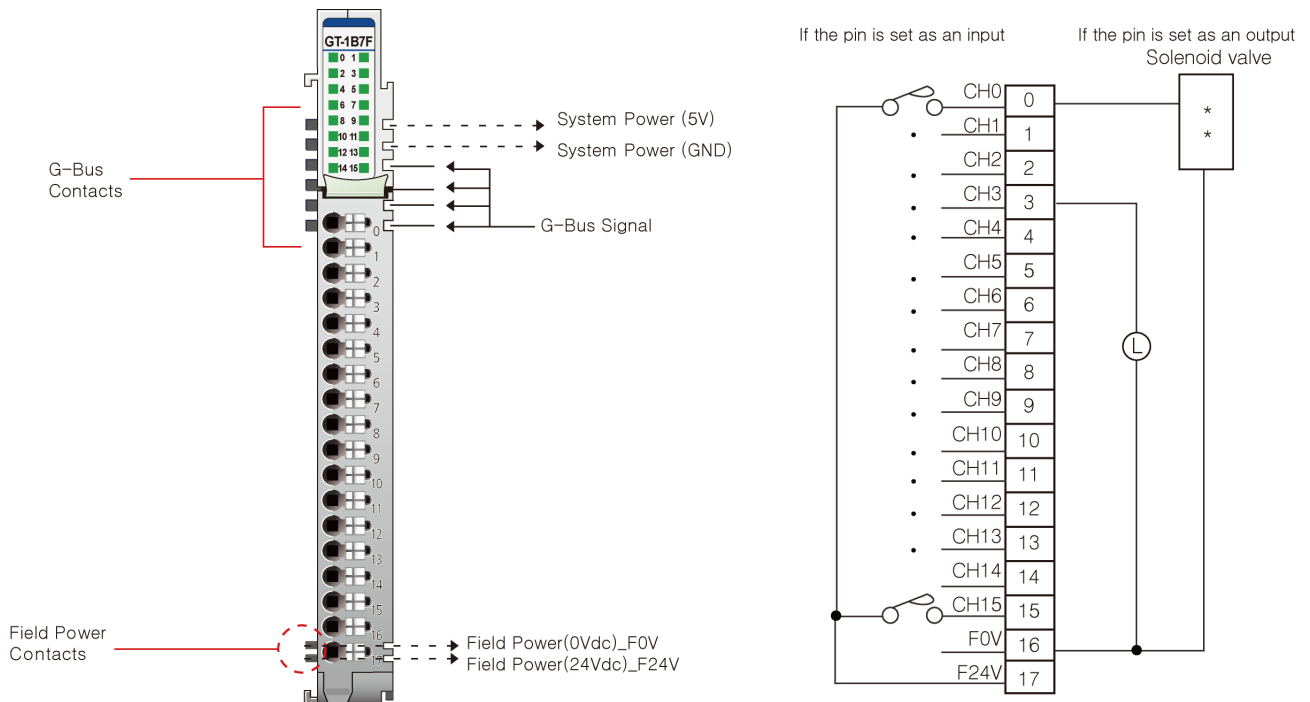 GT-1B7F
0 1
2 3
4 5
6 7
8 9
10 11
12 13
14 15
G-Bus
Contacts
System Power (5V)
System Power (GND)
G-Bus Signal
0
1
2
3
4
5
6
7
8
9
10
11
12
13
14
15
16
17
Field Power
Contacts
Field Power(0Vdc)_F0V
Field Power(24Vdc)_F24V
If the pin is set as an input
If the pin is set as an output
Solenoid valve
CH0 0
CH1 1
CH2 2
CH3 3
CH4 4
CH5 5
CH6 6
CH7 7
CH8 8
CH9 9
CH10 10
CH11 11
CH12 12
CH13 13
CH14 14
CH15 15
F0V 16
F24V 17
*
*
L